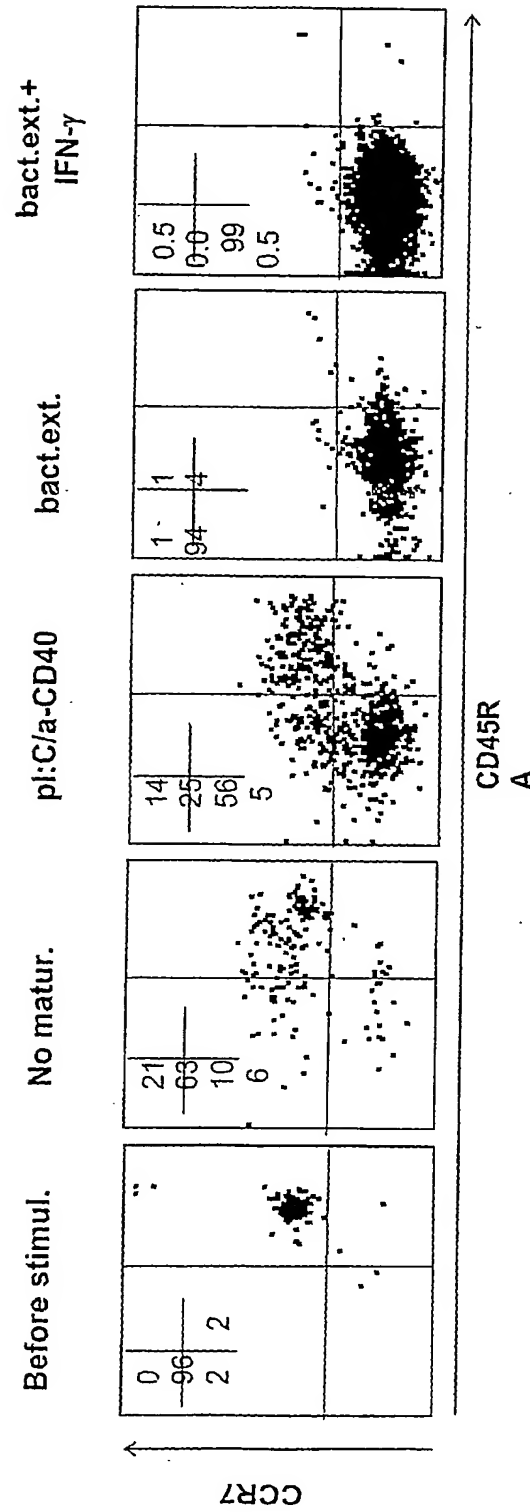 Before stimul.
No matur.
pI:C/a-CD40
bact.ext.
bact.ext.+
IFN-γ
0
96
2 2
21
63
10
6
14
25
56
5
1 1
94 4
0.5
0.0
99
0.5
CCR7
CD45R
A